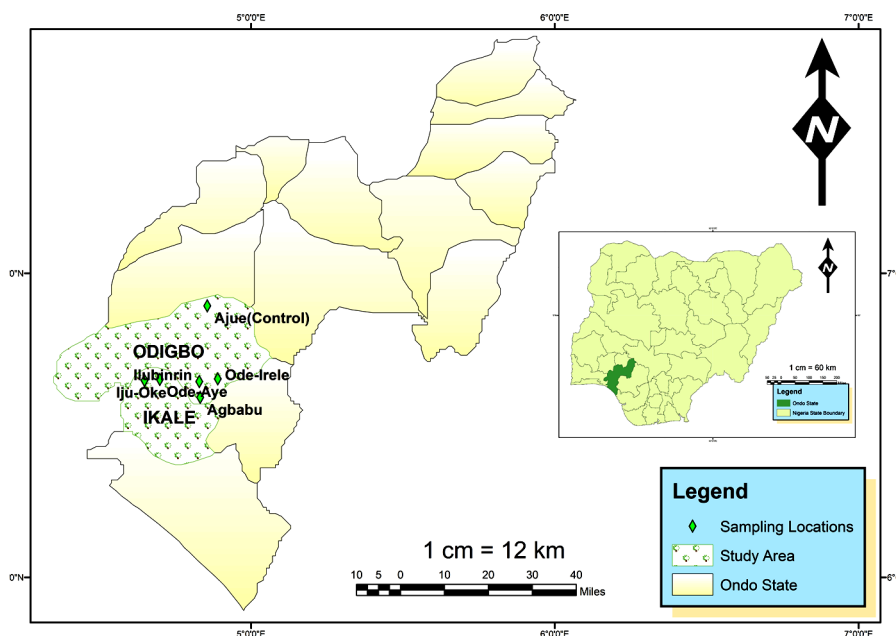 5°0'0"E 6°0'0"E 7°0'0"E
N
0"N
7°
Ajue(Control)
ODIGBO
Ilubinrin
Ode-Irele
Iju-Oke
Ode-Aye
Agbabu
IKALE
N
1 cm = 60 km
Legend
Ondo State
Nigeria State Boundary
Legend
Sampling Locations
Study Area
Ondo State
1 cm = 12 km
10 5 0 10 20 30 40
Miles
0"N
6°
5°0'0"E 6°0'0"E 7°0'0"E